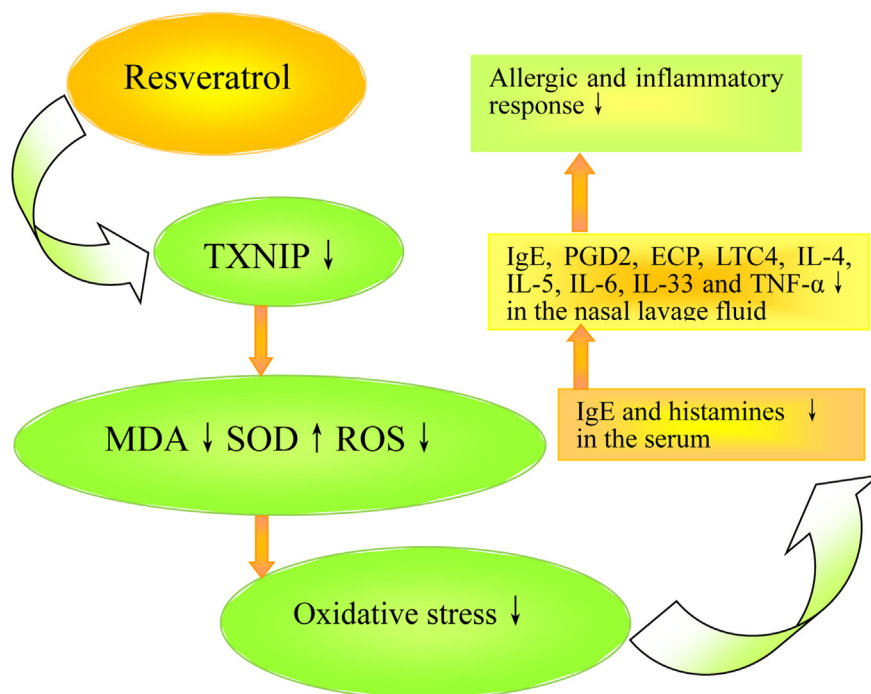 Resveratrol
TXNIP ↓
MDA ↓ SOD ↑ ROS ↓
Oxidative stress ↓
IgE and histamines ↓
in the serum
IgE, PGD2, ECP, LTC4, IL-4,
IL-5, IL-6, IL-33 and TNF-α ↓
in the nasal lavage fluid
Allergic and inflammatory
response ↓